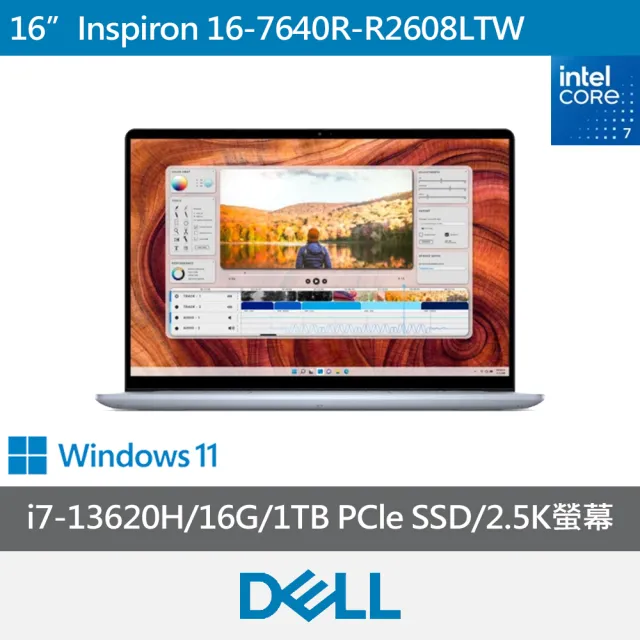 16” Inspiron 16-7640R-R2608LTW
intel
CORE
7
Windows 11
i7-13620H/16G/1TB PCle SSD/2.5K螢幕
DELL